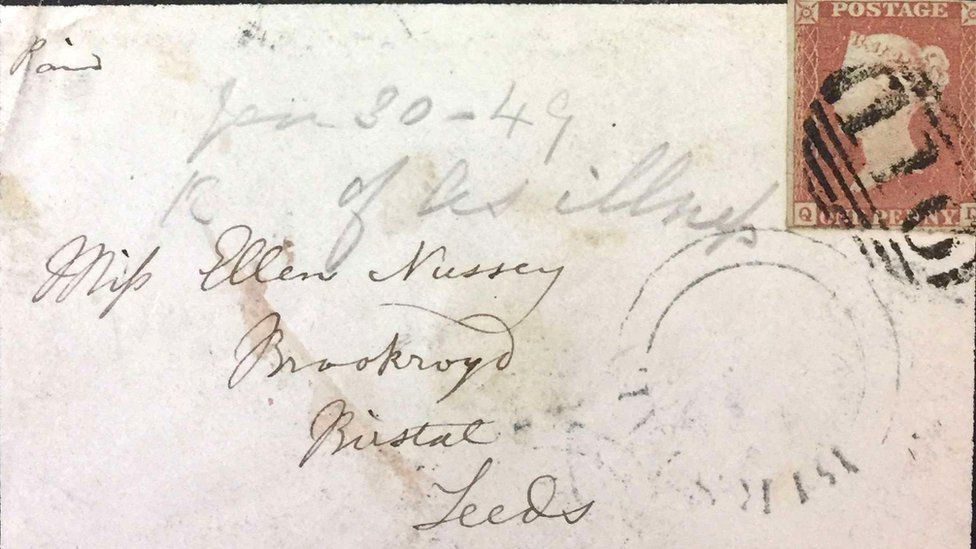 Paid
POSTAGE
Jan 30-49
of A's illneſs
Q ONE PENNY
Miſs Ellen Nussey
Brookroyd
Birstal
Leeds